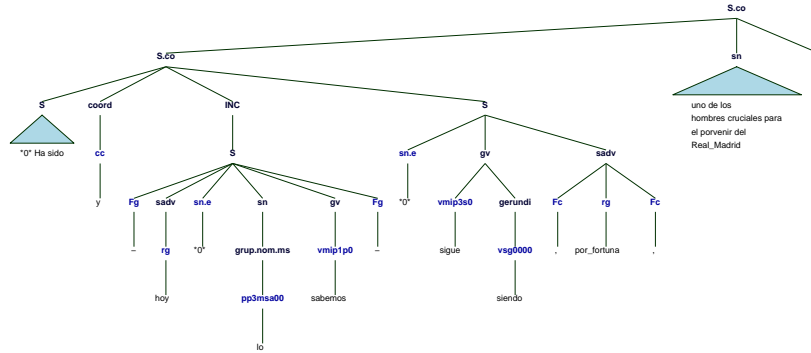 S.co
S.co sn
S coord INC S uno de los
hombres cruciales para
el porvenir del
Real_Madrid
*0* Ha sido cc S sn.e gv sadv
y Fg sadv sn.e sn gv Fg *0* vmip3s0 gerundi Fc rg Fc
– rg *0* grup.nom.ms vmip1p0 – sigue vsg0000 , por_fortuna ,
hoy pp3msa00 sabemos siendo
lo